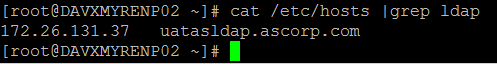 [root@DAVXMYRENP02 ~]# cat /etc/hosts |grep ldap
172.26.131.37   uatasldap.ascorp.com
[root@DAVXMYRENP02 ~]#